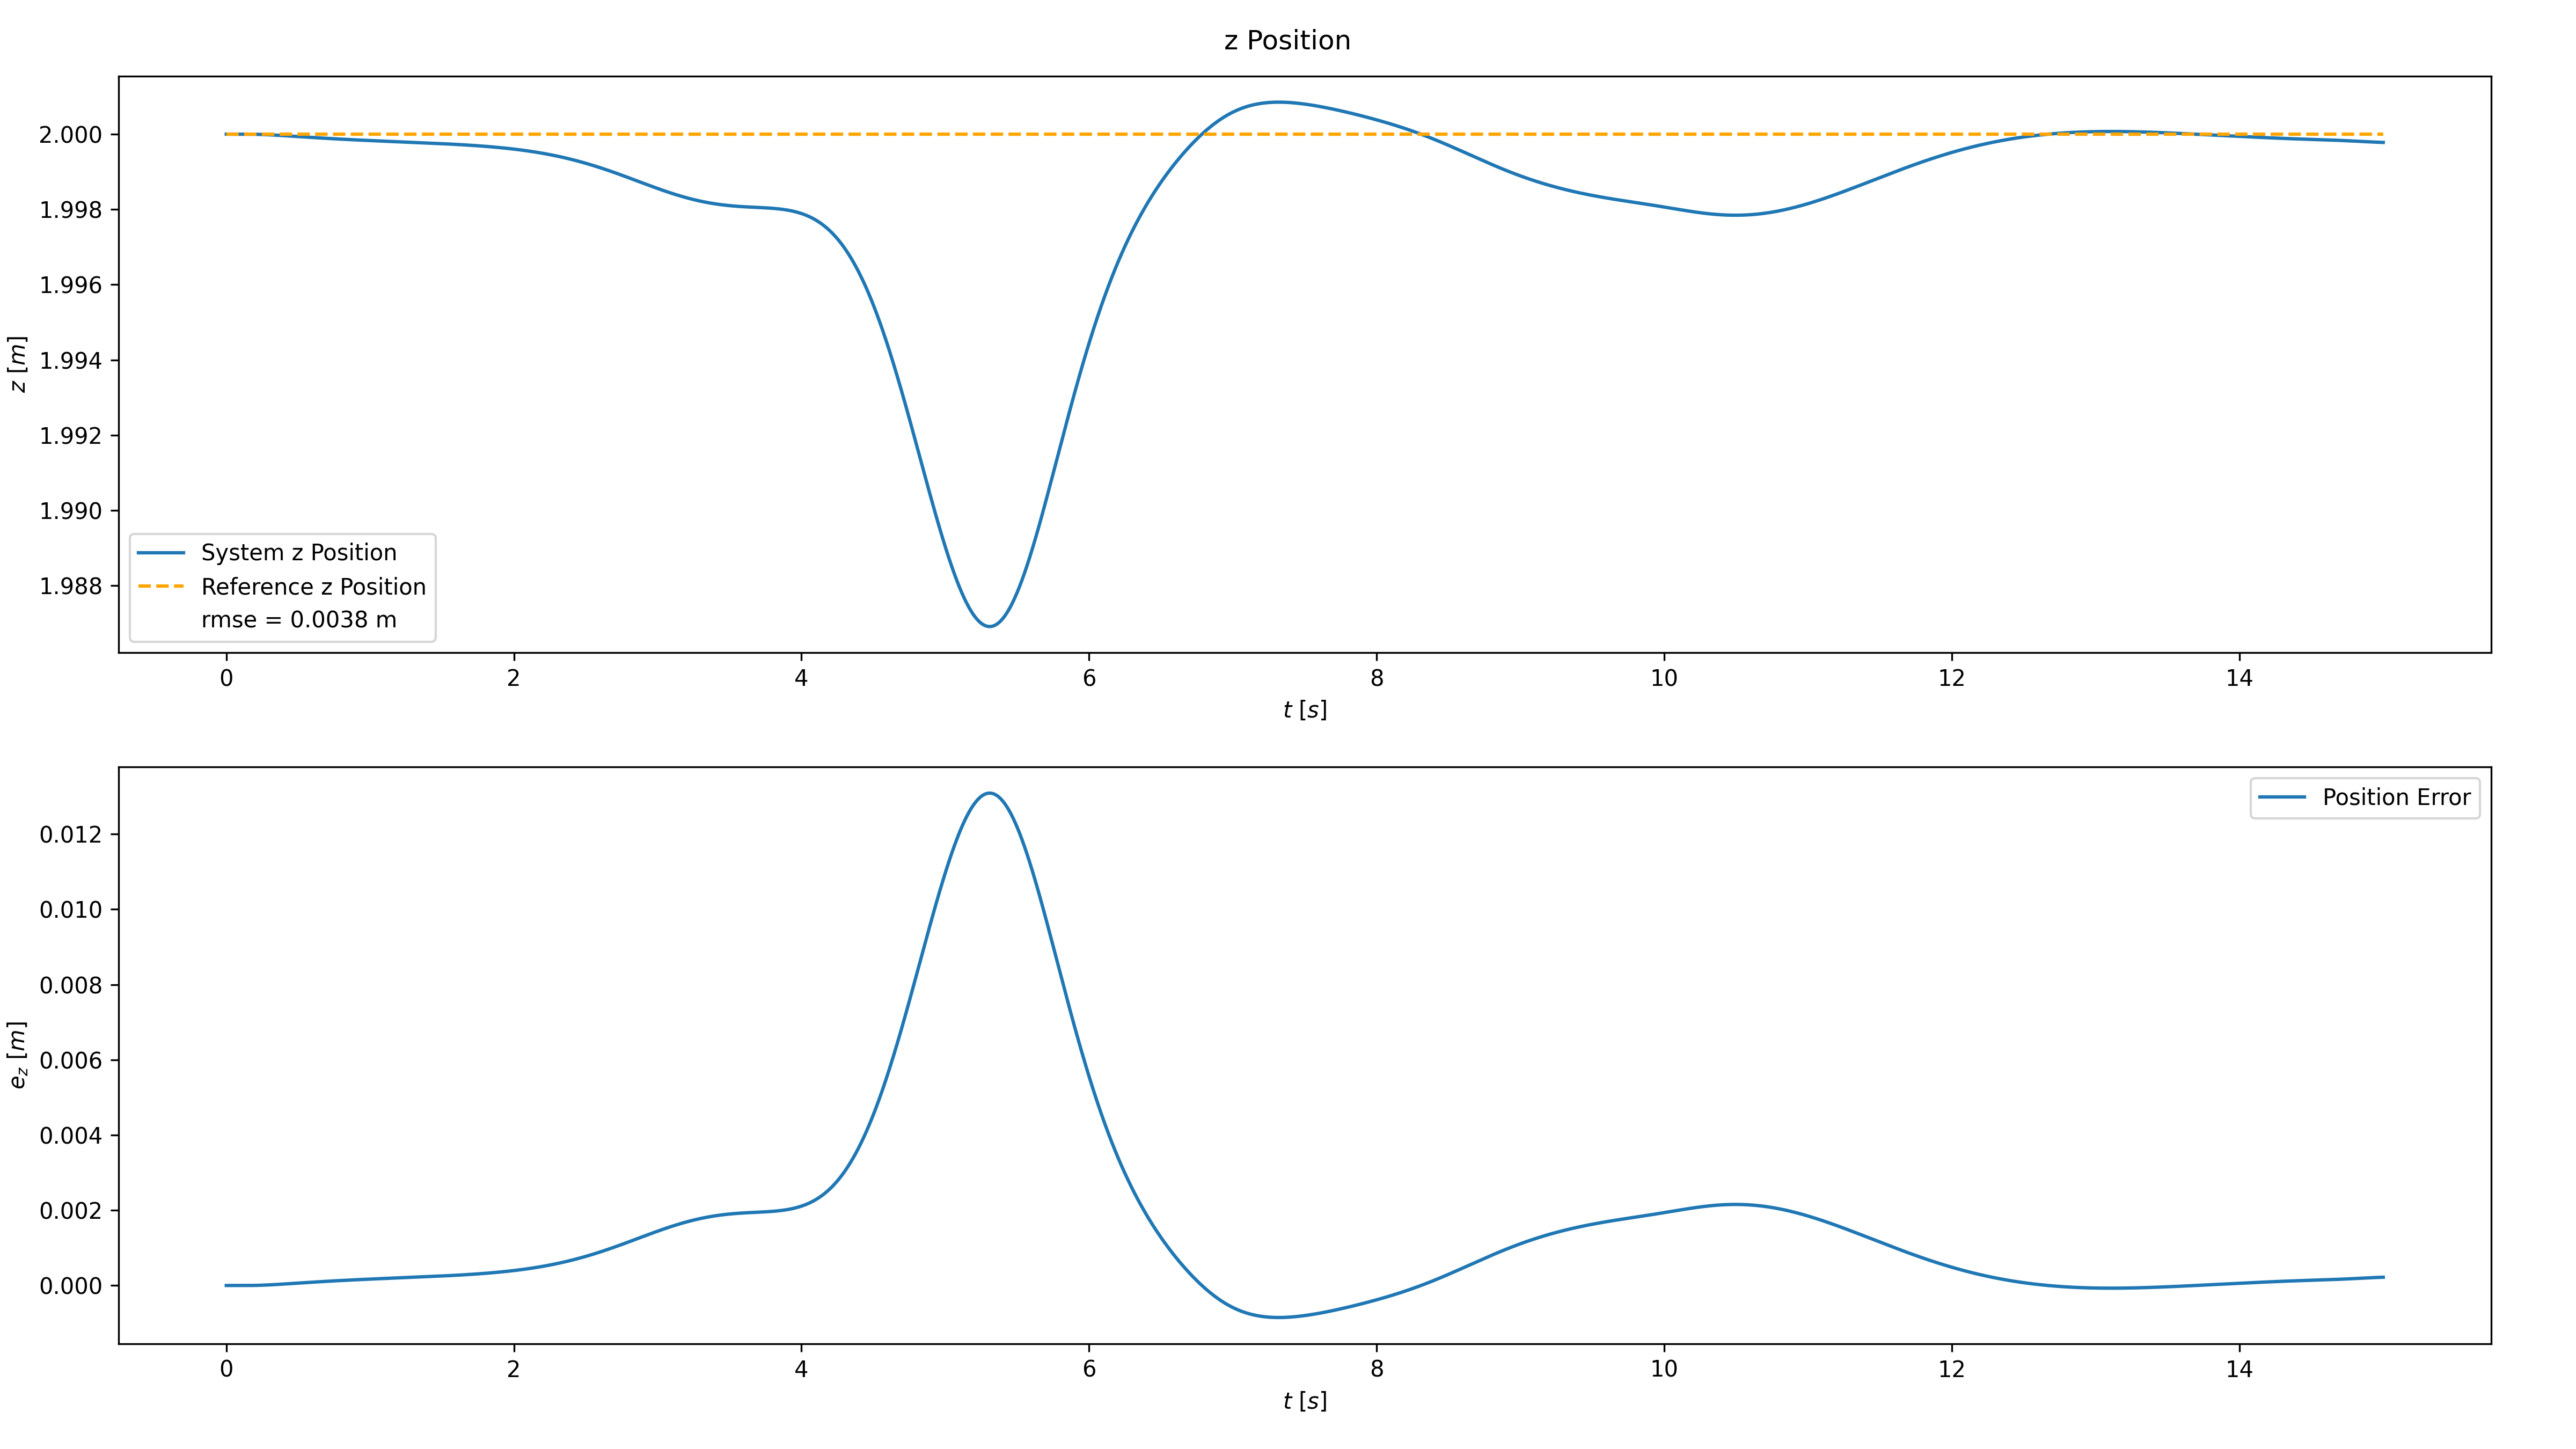 z Position
2.000
1.998
1.996
1.994
1.992
1.990
1.988
z [m]
System z Position
Reference z Position
rmse = 0.0038 m
0 2 4 6 8 10 12 14
t [s]
Position Error
0.012
0.010
0.008
0.006
0.004
0.002
0.000
e_z [m]
0 2 4 6 8 10 12 14
t [s]